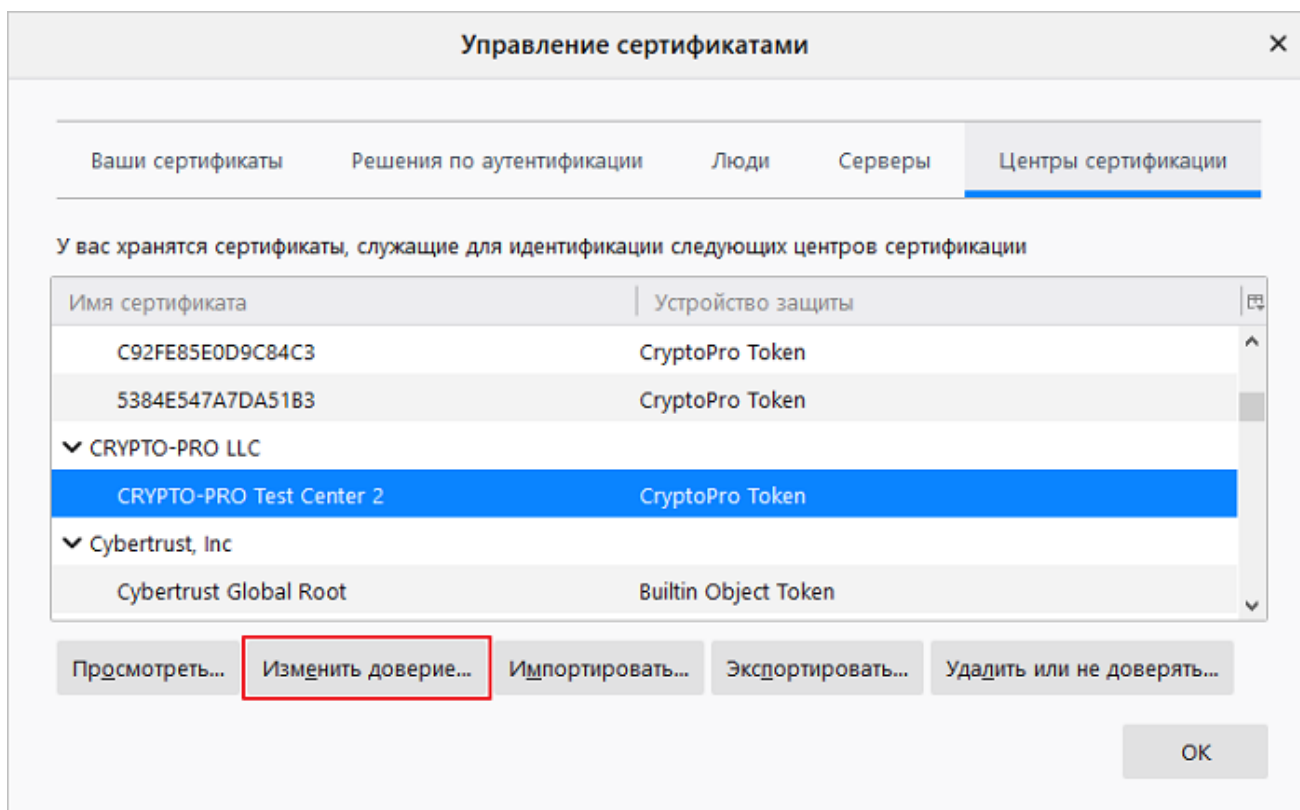 Управление сертификатами
Ваши сертификаты Решения по аутентификации Люди Серверы Центры сертификации
У вас хранятся сертификаты, служащие для идентификации следующих центров сертификации
Имя сертификата Устройство защиты
C92FE85E0D9C84C3 CryptoPro Token
5384E547A7DA51B3 CryptoPro Token
CRYPTO-PRO LLC
CRYPTO-PRO Test Center 2 CryptoPro Token
Cybertrust, Inc
Cybertrust Global Root Builtin Object Token
Просмотреть... Изменить доверие... Импортировать... Экспортировать... Удалить или не доверять...
ОК